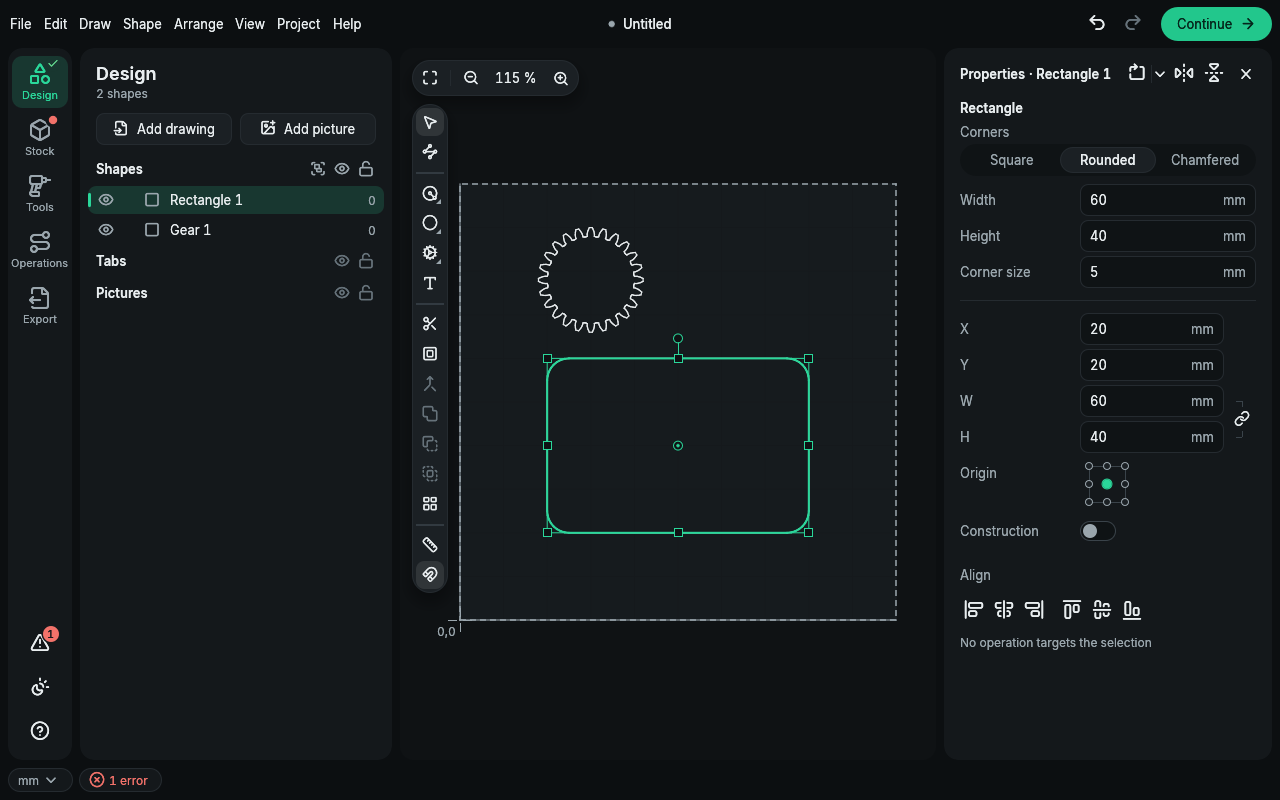 File Edit Draw Shape Arrange View Project Help
Untitled
Continue
Design
Stock
Tools
Operations
Export
1
Design
2 shapes
Add drawing
Add picture
Shapes
Rectangle 1 0
Gear 1 0
Tabs
Pictures
115 %
0,0
Properties · Rectangle 1
Rectangle
Corners
Square Rounded Chamfered
Width 60 mm
Height 40 mm
Corner size 5 mm
X 20 mm
Y 20 mm
W 60 mm
H 40 mm
Origin
Construction
Align
No operation targets the selection
mm
1 error